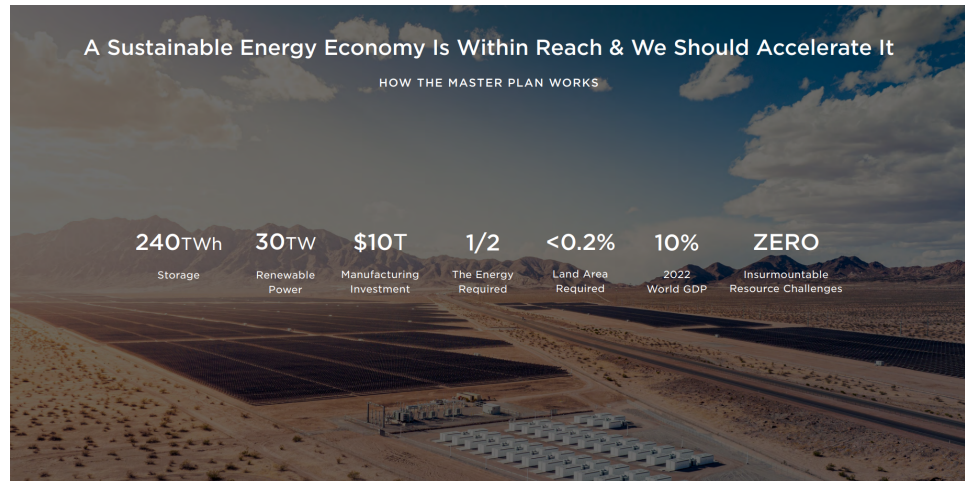 A Sustainable Energy Economy Is Within Reach & We Should Accelerate It
HOW THE MASTER PLAN WORKS
240TWh
Storage
30TW
Renewable
Power
$10T
Manufacturing
Investment
1/2
The Energy
Required
<0.2%
Land Area
Required
10%
2022
World GDP
ZERO
Insurmountable
Resource Challenges